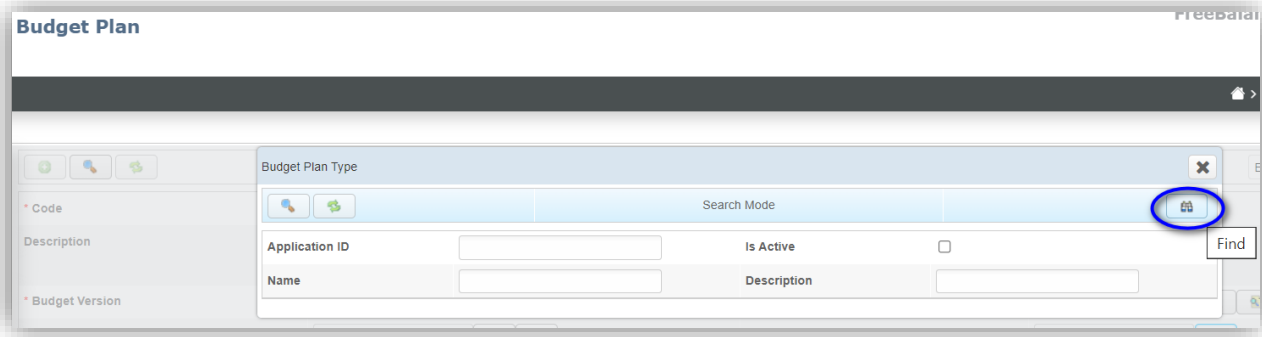 FreeBalan
Budget Plan
Budget Plan Type
* Code
Search Mode
Description
Application ID
Is Active
Find
Name
Description
* Budget Version